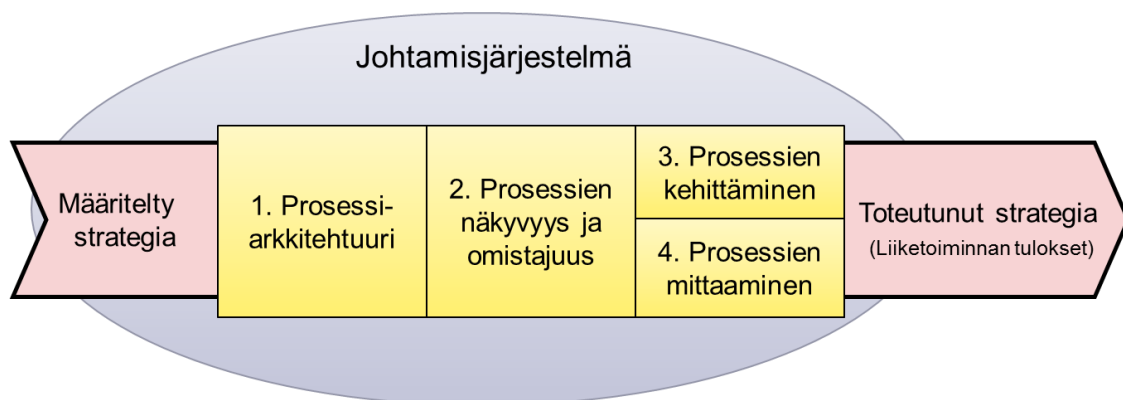 Johtamisjärjestelmä
Määritelty
strategia
1. Prosessi-
arkkitehtuuri
2. Prosessien
näkyvyys ja
omistajuus
3. Prosessien
kehittäminen
4. Prosessien
mittaaminen
Toteutunut strategia
(Liiketoiminnan tulokset)